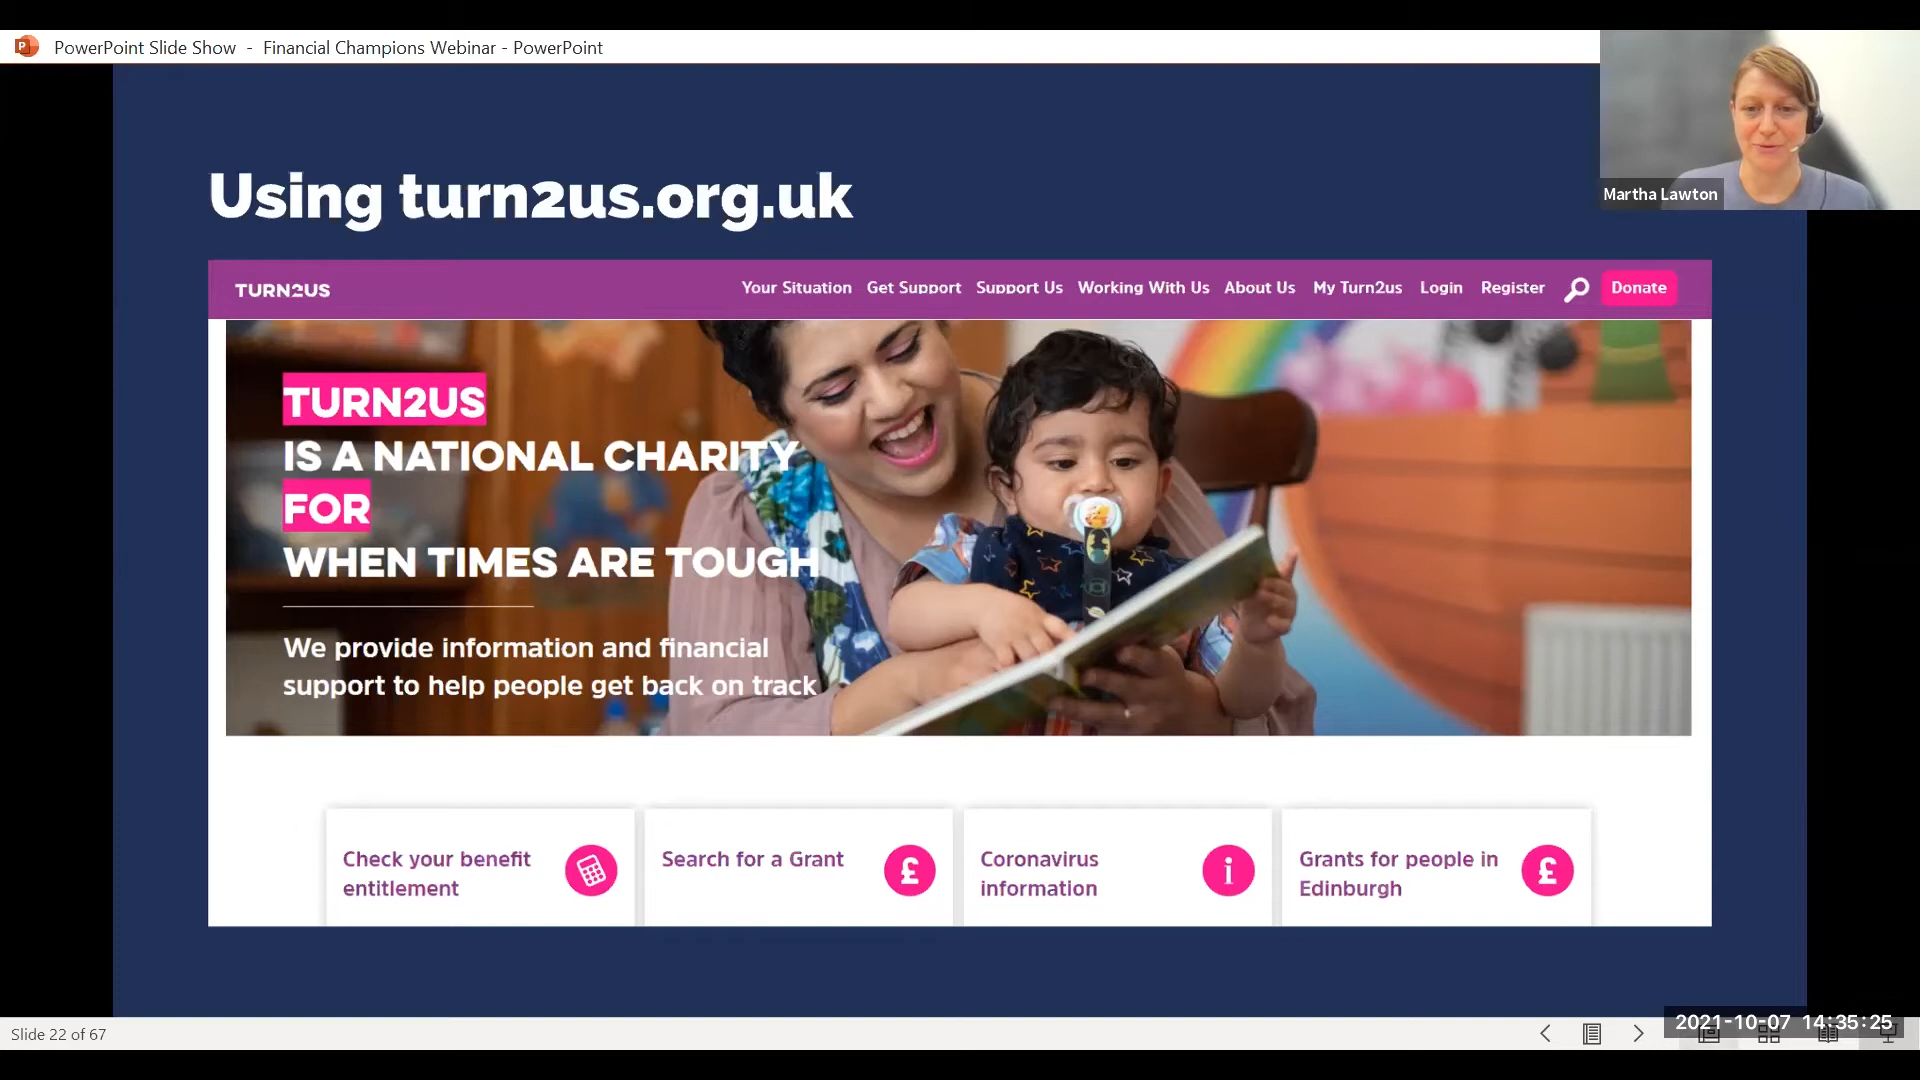 PowerPoint Slide Show - Financial Champions Webinar - PowerPoint
Martha Lawton
Using turn2us.org.uk
TURN2US
Your Situation Get Support Support Us Working With Us About Us My Turn2us Login Register Donate
TURN2US
IS A NATIONAL CHARITY
FOR
WHEN TIMES ARE TOUGH
We provide information and financial
support to help people get back on track
Check your benefit
entitlement
Search for a Grant
Coronavirus
information
Grants for people in
Edinburgh
Slide 22 of 67
2021-10-07 14:35:25